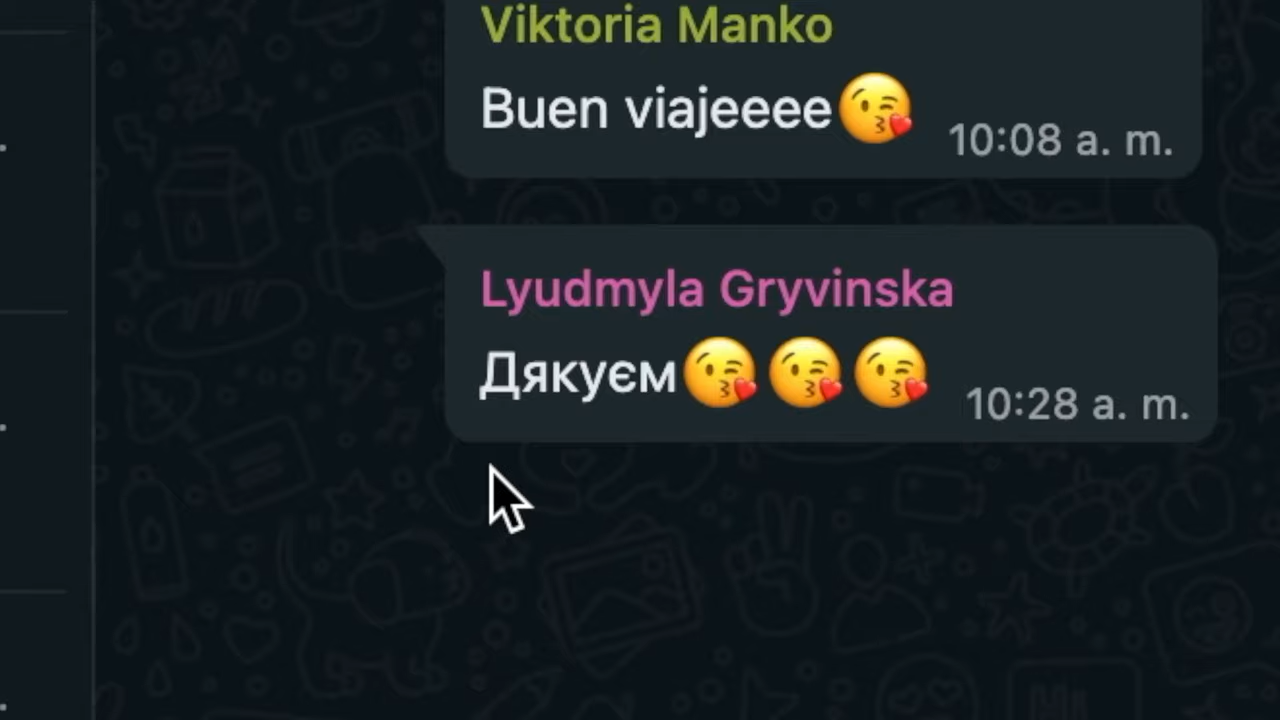 Viktoria Manko
Buen viajeeee😘
10:08 a. m.
Lyudmyla Gryvinska
Дякуєм😘😘😘
10:28 a. m.